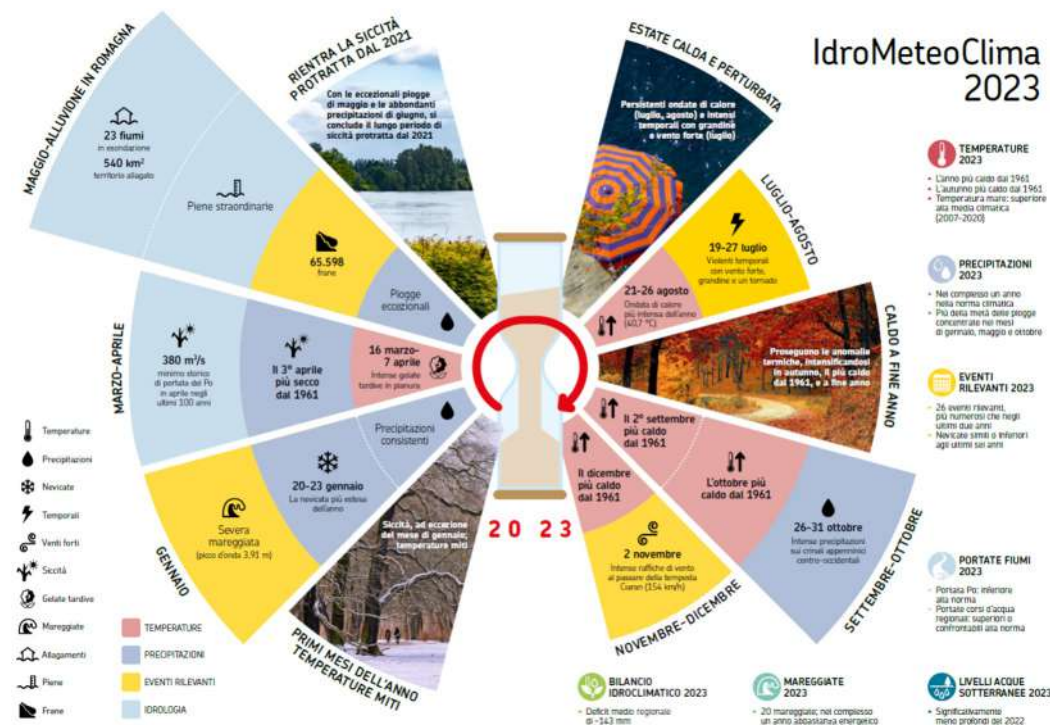 IdroMeteoClima
2023
MAGGIO-ALLUVIONE IN ROMAGNA
23 fiumi
in esondazione
540 km²
territorio allagato
Piene straordinarie
65.598
frane
Piogge
eccezionali
RIENTRA LA SICCITÀ
PROTRATTA DAL 2021
Con le eccezionali piogge
di maggio e le abbondanti
precipitazioni di giugno, si
conclude il lungo periodo di
siccità protratta dal 2021
ESTATE CALDA E PERTURBATA
Persistenti ondate di calore
(luglio, agosto) e intensi
temporali con grandine
e vento forte (luglio)
LUGLIO-AGOSTO
19-27 luglio
Violenti temporali
con vento forte,
grandine e un tornado
21-26 agosto
Ondata di calore
più intensa dell'anno
(40,7 °C)
CALDO A FINE ANNO
Proseguono le anomalie
termiche, intensificandosi
in autunno, il più caldo
dal 1961, e a fine anno
MARZO-APRILE
380 m³/s
minimo storico
di portata del Po
in aprile negli
ultimi 100 anni
Il 3° aprile
più secco
dal 1961
16 marzo-
7 aprile
Intense gelate
tardive in pianura
GENNAIO
Precipitazioni
consistenti
20-23 gennaio
La nevicata più estesa
dell'anno
Severa
mareggiata
(picco d'onda 3,91 m)
PRIMI MESI DELL'ANNO
TEMPERATURE MITI
Siccità, ad eccezione
del mese di gennaio;
temperature miti
2023
SETTEMBRE-OTTOBRE
Il 2° settembre
più caldo
dal 1961
L'ottobre più
caldo dal 1961
26-31 ottobre
Intense precipitazioni
sui crinali appenninici
centro-occidentali
NOVEMBRE-DICEMBRE
Il dicembre
più caldo
dal 1961
2 novembre
Intense raffiche di vento
al passare della tempesta
Ciaran (154 km/h)
Temperature
Precipitazioni
Nevicate
Temporali
Venti forti
Siccità
Gelate tardive
Mareggiate
Allagamenti
Piene
Frane
TEMPERATURE
PRECIPITAZIONI
EVENTI RILEVANTI
IDROLOGIA
TEMPERATURE
2023
• L'anno più caldo dal 1961
• L'autunno più caldo dal 1961
• Temperatura mare: superiore
alla media climatica
(2007-2020)
PRECIPITAZIONI
2023
• Nel complesso un anno
nella norma climatica
• Più della metà delle piogge
concentrate nei mesi
di gennaio, maggio e ottobre
EVENTI
RILEVANTI 2023
• 26 eventi rilevanti,
più numerosi che negli
ultimi due anni
• Nevicate simili o inferiori
agli ultimi sei anni
PORTATE FIUMI
2023
• Portata Po: inferiore
alla norma
• Portate corsi d'acqua
regionali: superiori o
confrontabili alla norma
BILANCIO
IDROCLIMATICO 2023
• Deficit medio regionale
di -143 mm
MAREGGIATE
2023
• 20 mareggiate; nel complesso
un anno abbastanza energetico
LIVELLI ACQUE
SOTTERRANEE 2023
• Significativamente
meno profondi del 2022